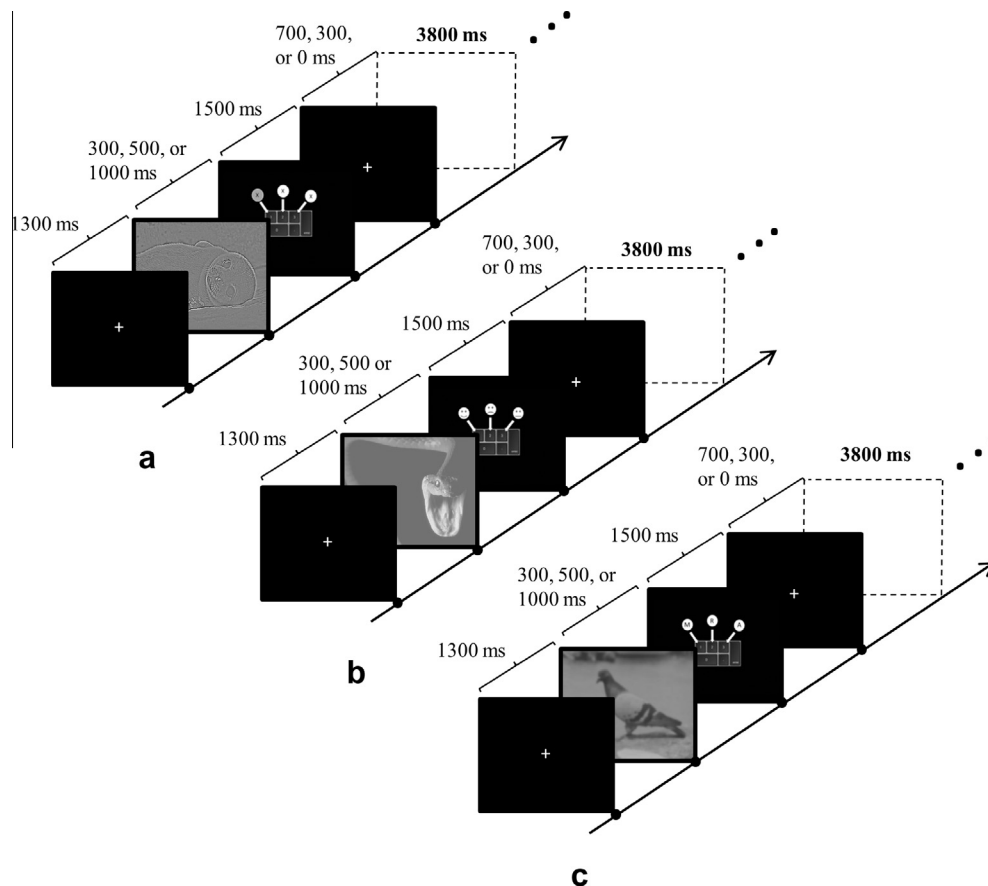 700, 300,
or 0 ms
3800 ms
1500 ms
300, 500, or
1000 ms
1300 ms
X X X
a
700, 300,
or 0 ms
3800 ms
1500 ms
300, 500 or
1000 ms
1300 ms
b
700, 300,
or 0 ms
3800 ms
1500 ms
300, 500, or
1000 ms
1300 ms
M R A
c